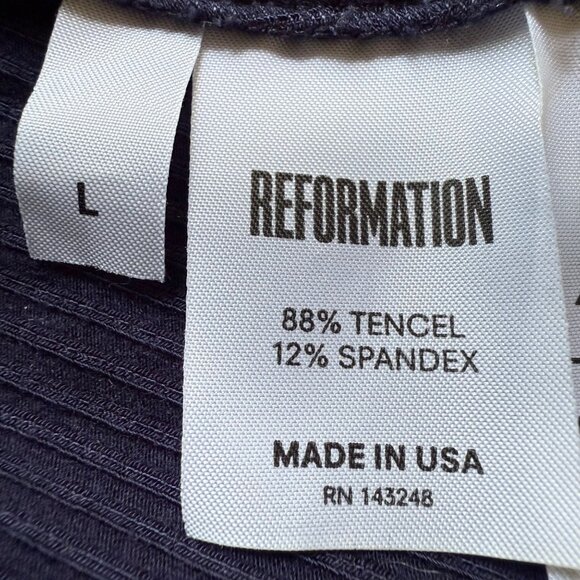 L
REFORMATION
88% TENCEL
12% SPANDEX
MADE IN USA
RN 143248